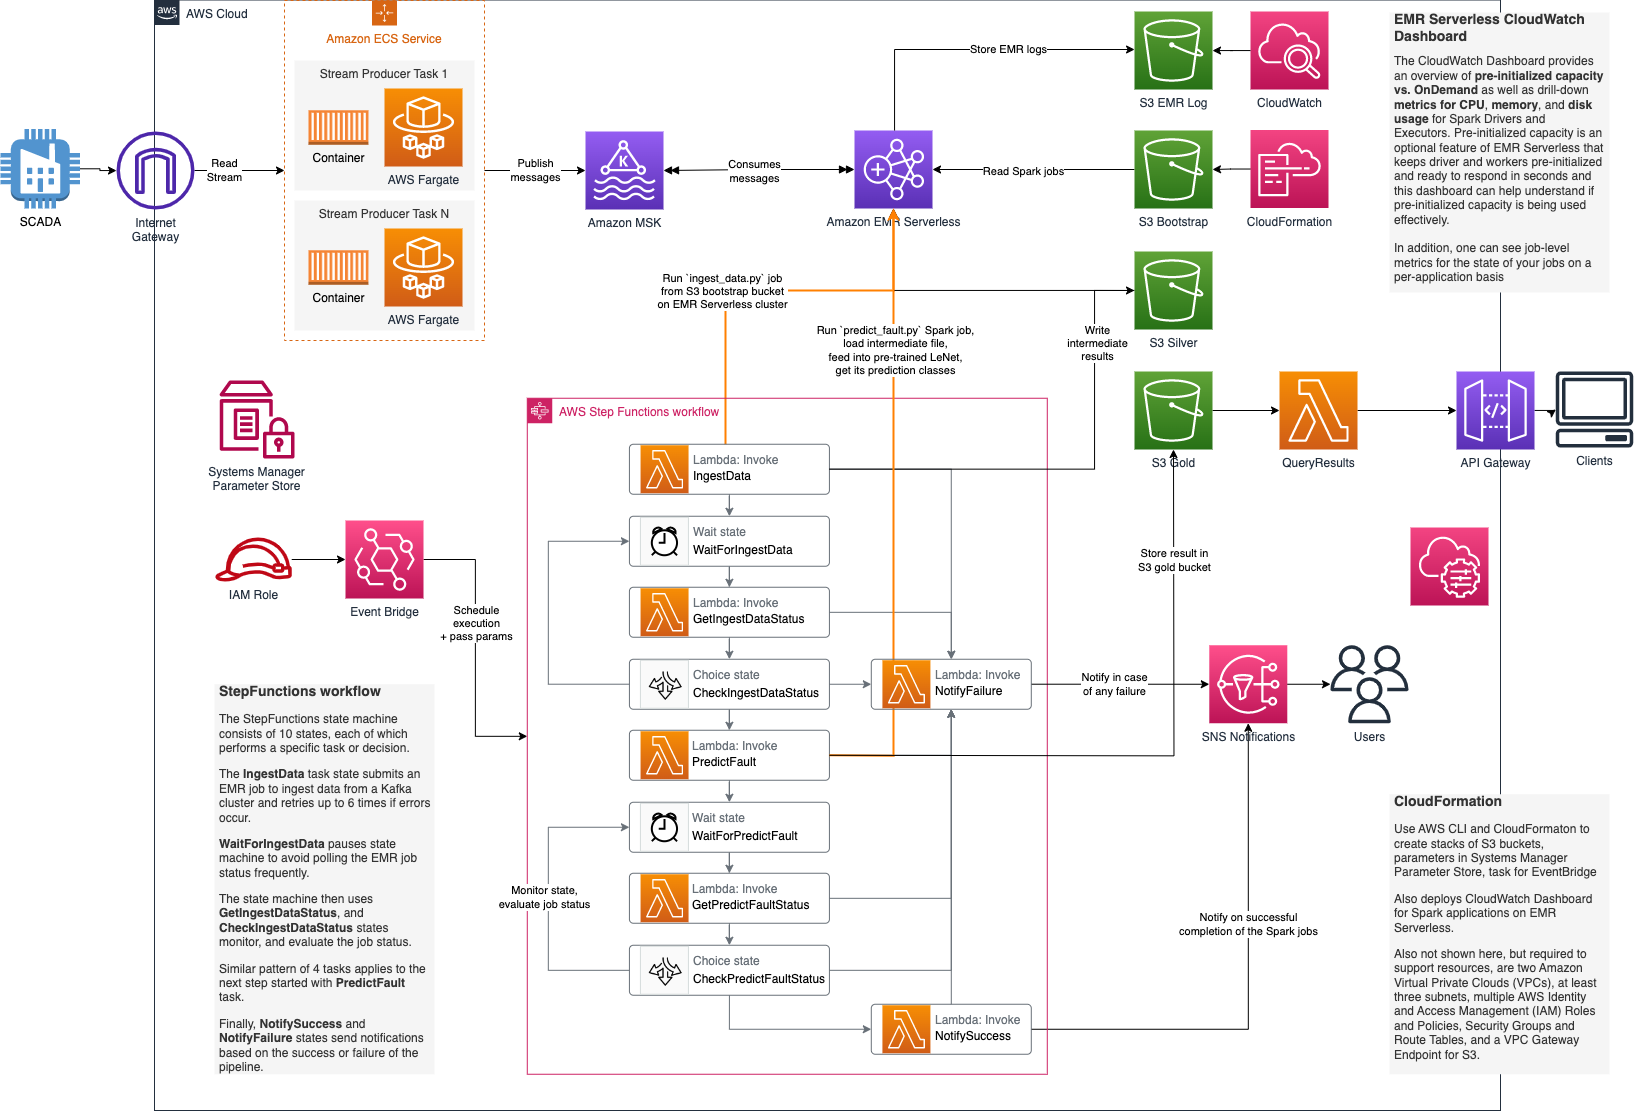 aws
AWS Cloud
Amazon ECS Service
Stream Producer Task 1
Container
AWS Fargate
Stream Producer Task N
Container
AWS Fargate
SCADA
Internet
Gateway
Read
Stream
Publish
messages
K
Amazon MSK
Consumes
messages
Amazon EMR Serverless
Store EMR logs
S3 EMR Log
CloudWatch
Read Spark jobs
S3 Bootstrap
CloudFormation
S3 Silver
Write
intermediate
results
Run `ingest_data.py` job
from S3 bootstrap bucket
on EMR Serverless cluster
Run `predict_fault.py` Spark job,
load intermediate file,
feed into pre-trained LeNet,
get its prediction classes
EMR Serverless CloudWatch
Dashboard
The CloudWatch Dashboard provides
an overview of pre-initialized capacity
vs. OnDemand as well as drill-down
metrics for CPU, memory, and disk
usage for Spark Drivers and
Executors. Pre-initialized capacity is an
optional feature of EMR Serverless that
keeps driver and workers pre-initialized
and ready to respond in seconds and
this dashboard can help understand if
pre-initialized capacity is being used
effectively.
In addition, one can see job-level
metrics for the state of your jobs on a
per-application basis
S3 Gold
QueryResults
</>
API Gateway
Clients
Systems Manager
Parameter Store
IAM Role
Event Bridge
Schedule
execution
+ pass params
AWS Step Functions workflow
Lambda: Invoke
IngestData
Wait state
WaitForIngestData
Lambda: Invoke
GetIngestDataStatus
Choice state
CheckIngestDataStatus
Lambda: Invoke
NotifyFailure
Lambda: Invoke
PredictFault
Wait state
WaitForPredictFault
Lambda: Invoke
GetPredictFaultStatus
Choice state
CheckPredictFaultStatus
Lambda: Invoke
NotifySuccess
Monitor state,
evaluate job status
Store result in
S3 gold bucket
Notify in case
of any failure
SNS Notifications
Users
Notify on successful
completion of the Spark jobs
StepFunctions workflow
The StepFunctions state machine
consists of 10 states, each of which
performs a specific task or decision.
The IngestData task state submits an
EMR job to ingest data from a Kafka
cluster and retries up to 6 times if errors
occur.
WaitForIngestData pauses state
machine to avoid polling the EMR job
status frequently.
The state machine then uses
GetIngestDataStatus, and
CheckIngestDataStatus states
monitor, and evaluate the job status.
Similar pattern of 4 tasks applies to the
next step started with PredictFault
task.
Finally, NotifySuccess and
NotifyFailure states send notifications
based on the success or failure of the
pipeline.
CloudFormation
Use AWS CLI and CloudFormaton to
create stacks of S3 buckets,
parameters in Systems Manager
Parameter Store, task for EventBridge
Also deploys CloudWatch Dashboard
for Spark applications on EMR
Serverless.
Also not shown here, but required to
support resources, are two Amazon
Virtual Private Clouds (VPCs), at least
three subnets, multiple AWS Identity
and Access Management (IAM) Roles
and Policies, Security Groups and
Route Tables, and a VPC Gateway
Endpoint for S3.